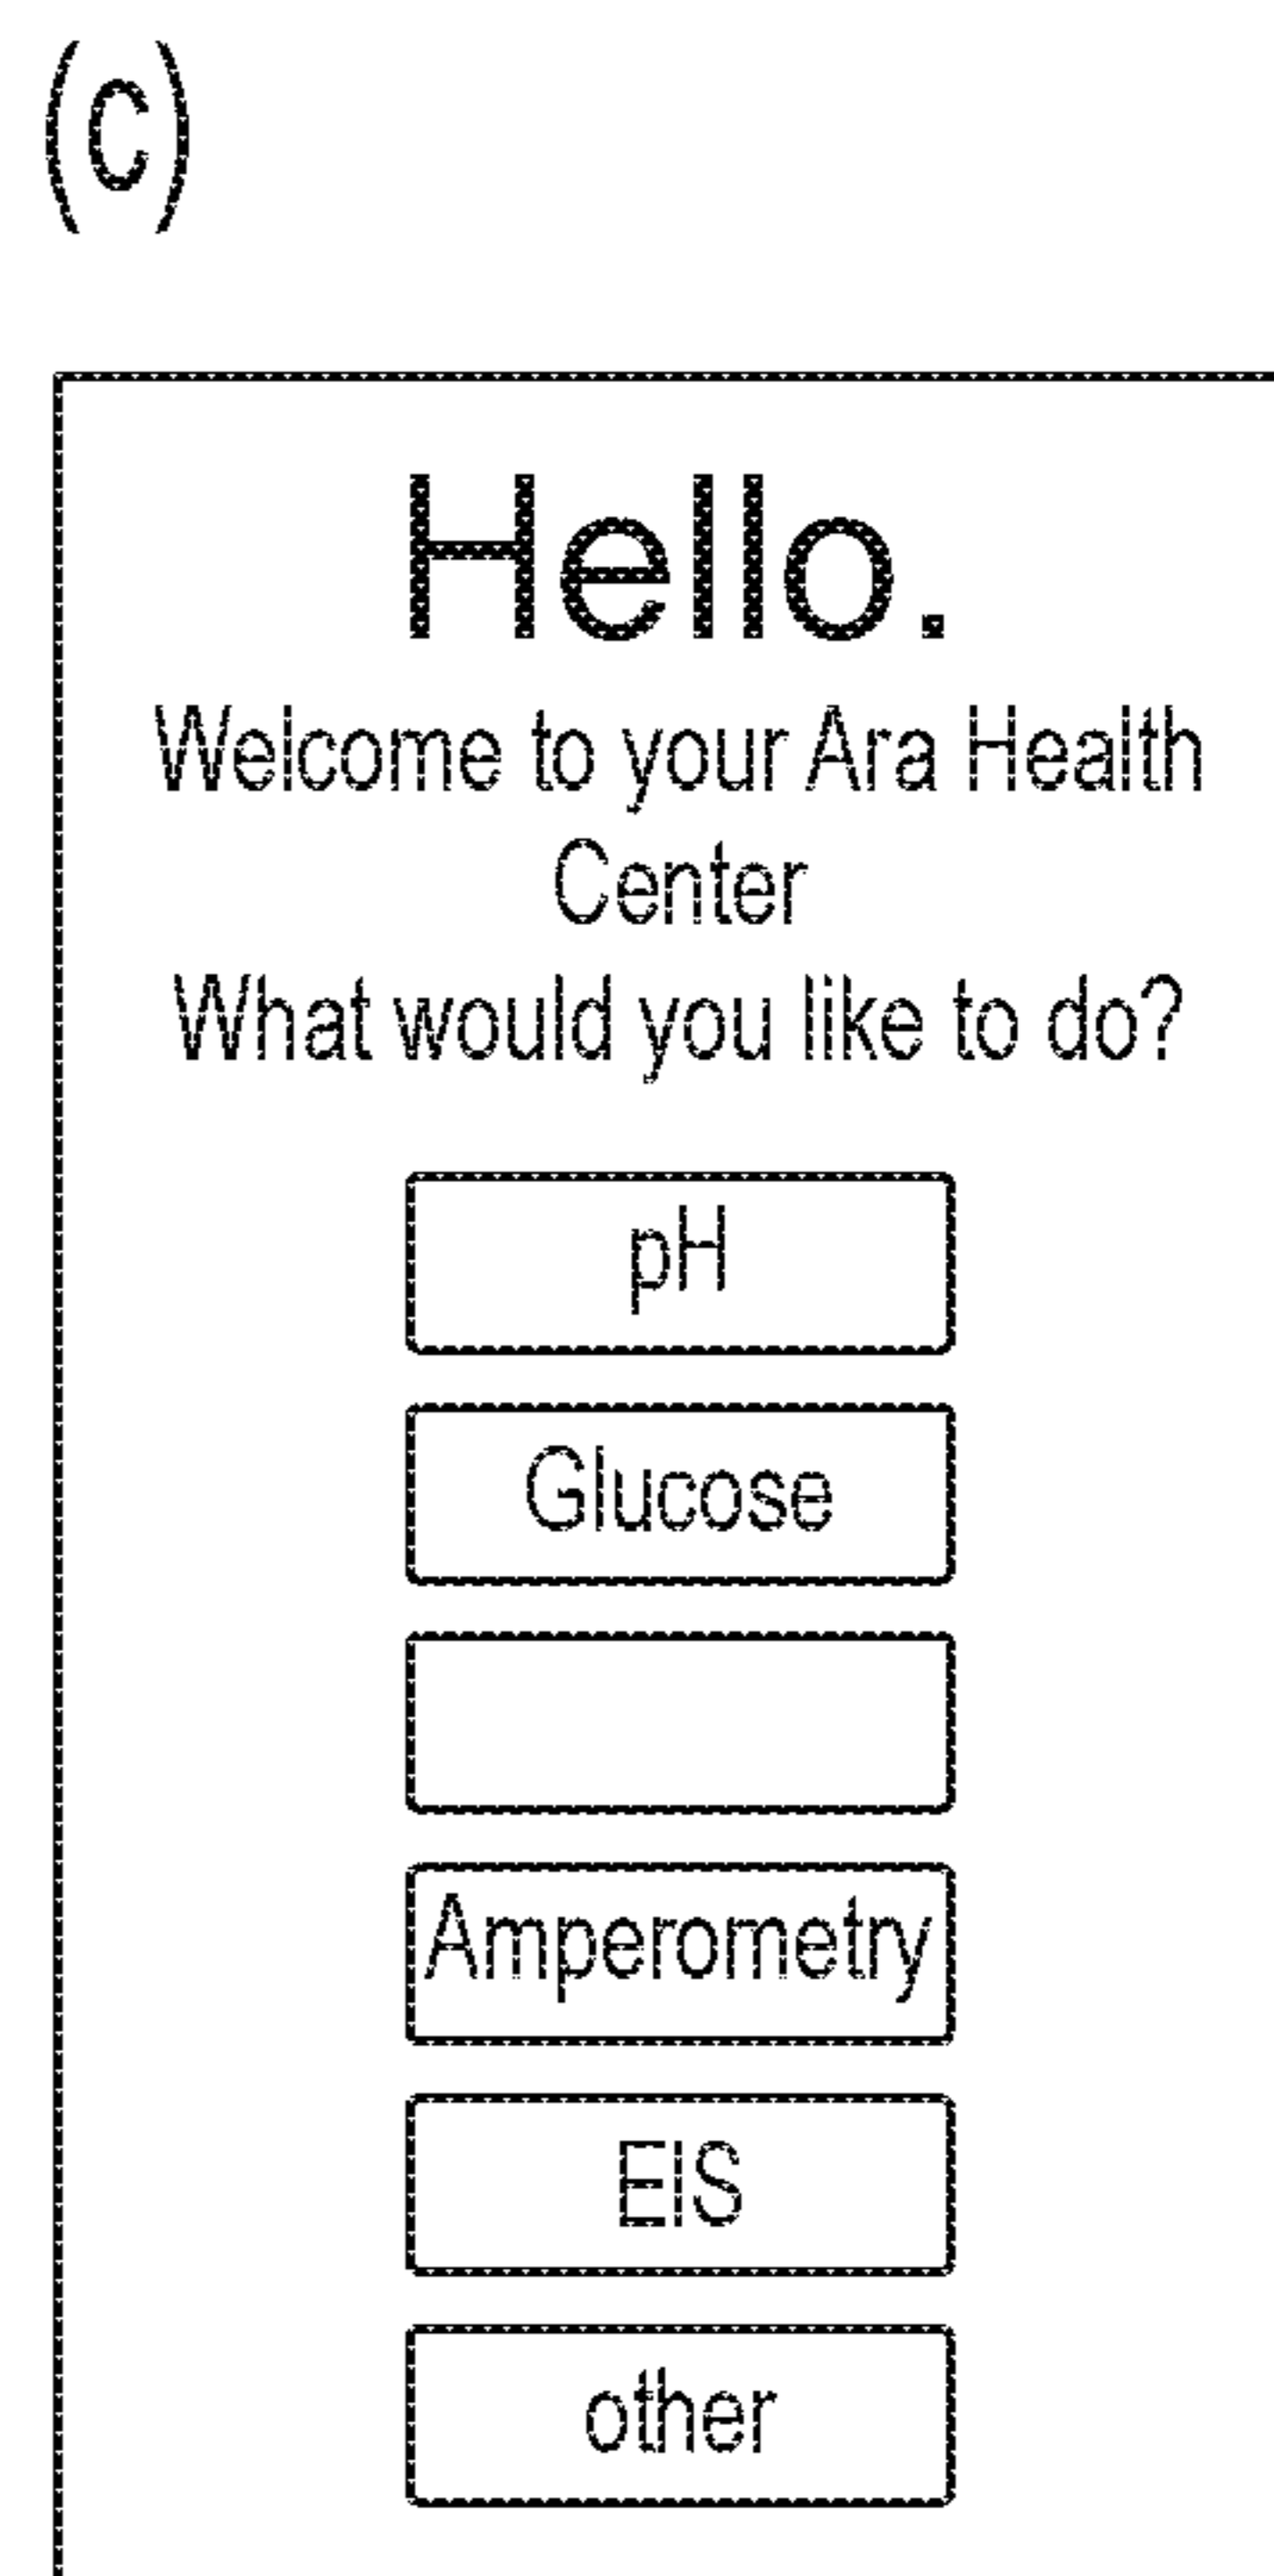 (c)
Hello.
Welcome to your Ara Health
Center
What would you like to do?
pH
Glucose
Amperometry
EIS
other